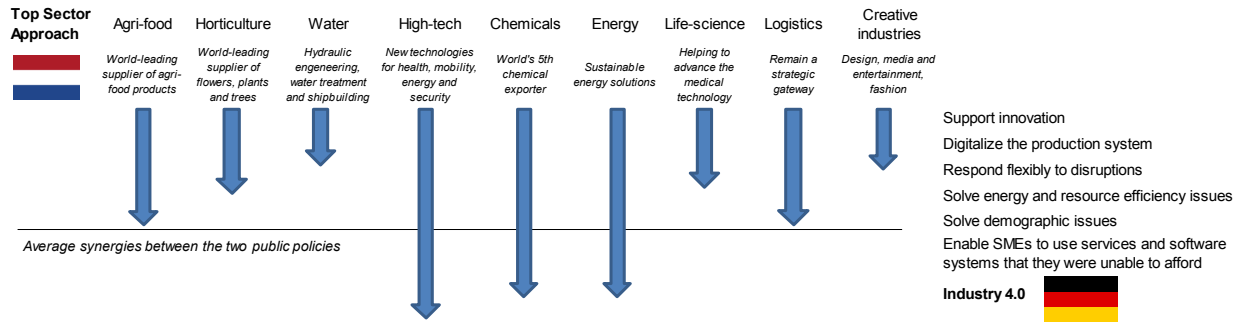 Top Sector
Approach
Agri-food
World-leading
supplier of agri-
food products
Horticulture
World-leading
supplier of
flowers, plants
and trees
Water
Hydraulic
engeneering,
water treatment
and shipbuilding
High-tech
New technologies
for health, mobility,
energy and
security
Chemicals
World's 5th
chemical
exporter
Energy
Sustainable
energy solutions
Life-science
Helping to
advance the
medical
technology
Logistics
Remain a
strategic
gateway
Creative
industries
Design, media and
entertainment,
fashion
Average synergies between the two public policies
Support innovation
Digitalize the production system
Respond flexibly to disruptions
Solve energy and resource efficiency issues
Solve demographic issues
Enable SMEs to use services and software
systems that they were unable to afford
Industry 4.0